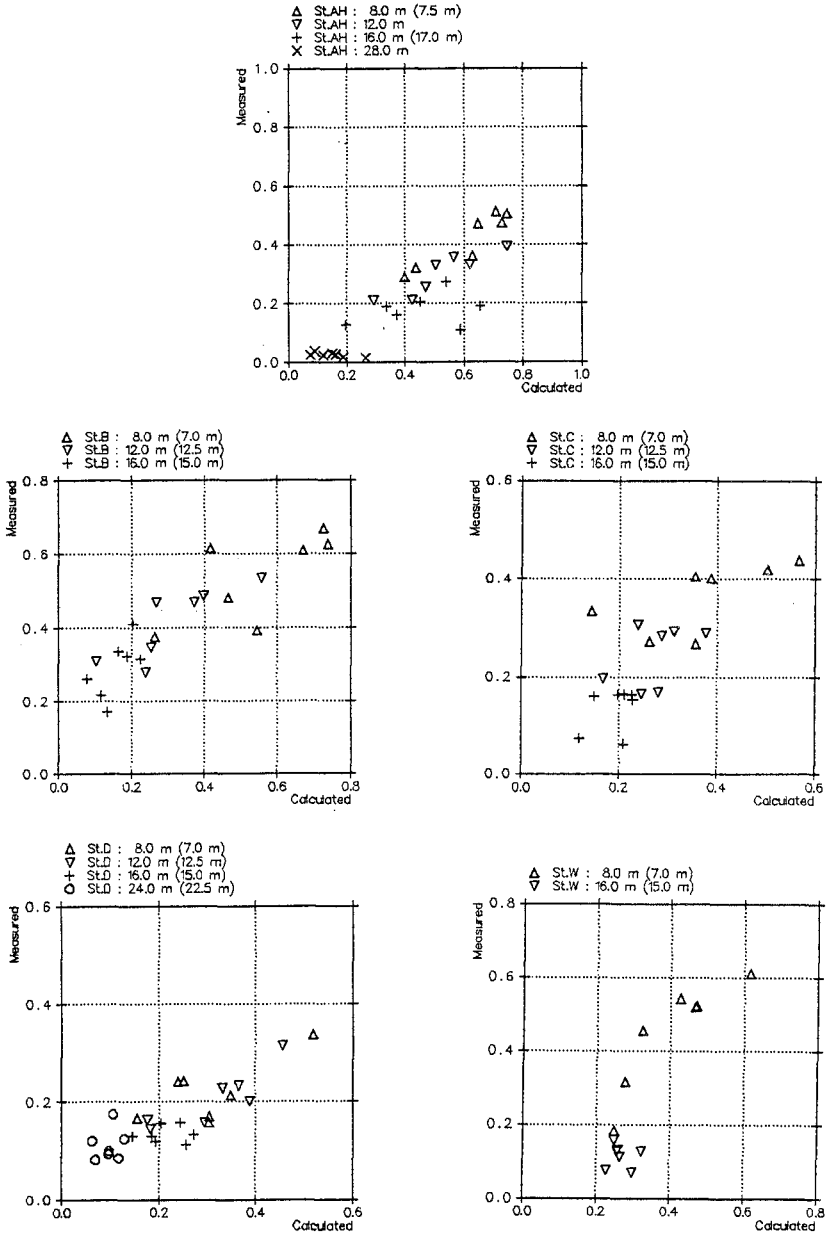 △ St.AH : 8.0 m (7.5 m)
▽ St.AH : 12.0 m
+ St.AH : 16.0 m (17.0 m)
× St.AH : 28.0 m
Measured
1.0
0.8
0.6
0.4
0.2
0.0
0.0 0.2 0.4 0.6 0.8 1.0
Calculated
△ St.B : 8.0 m (7.0 m)
▽ St.B : 12.0 m (12.5 m)
+ St.B : 16.0 m (15.0 m)
Measured
0.8
0.6
0.4
0.2
0.0
0.0 0.2 0.4 0.6 0.8
Calculated
△ St.C : 8.0 m (7.0 m)
▽ St.C : 12.0 m (12.5 m)
+ St.C : 16.0 m (15.0 m)
Measured
0.6
0.4
0.2
0.0
0.0 0.2 0.4 0.6
Calculated
△ St.D : 8.0 m (7.0 m)
▽ St.D : 12.0 m (12.5 m)
+ St.D : 16.0 m (15.0 m)
○ St.D : 24.0 m (22.5 m)
Measured
0.6
0.4
0.2
0.0
0.0 0.2 0.4 0.6
Calculated
△ St.W : 8.0 m (7.0 m)
▽ St.W : 16.0 m (15.0 m)
Measured
0.8
0.6
0.4
0.2
0.0
0.0 0.2 0.4 0.6 0.8
Calculated